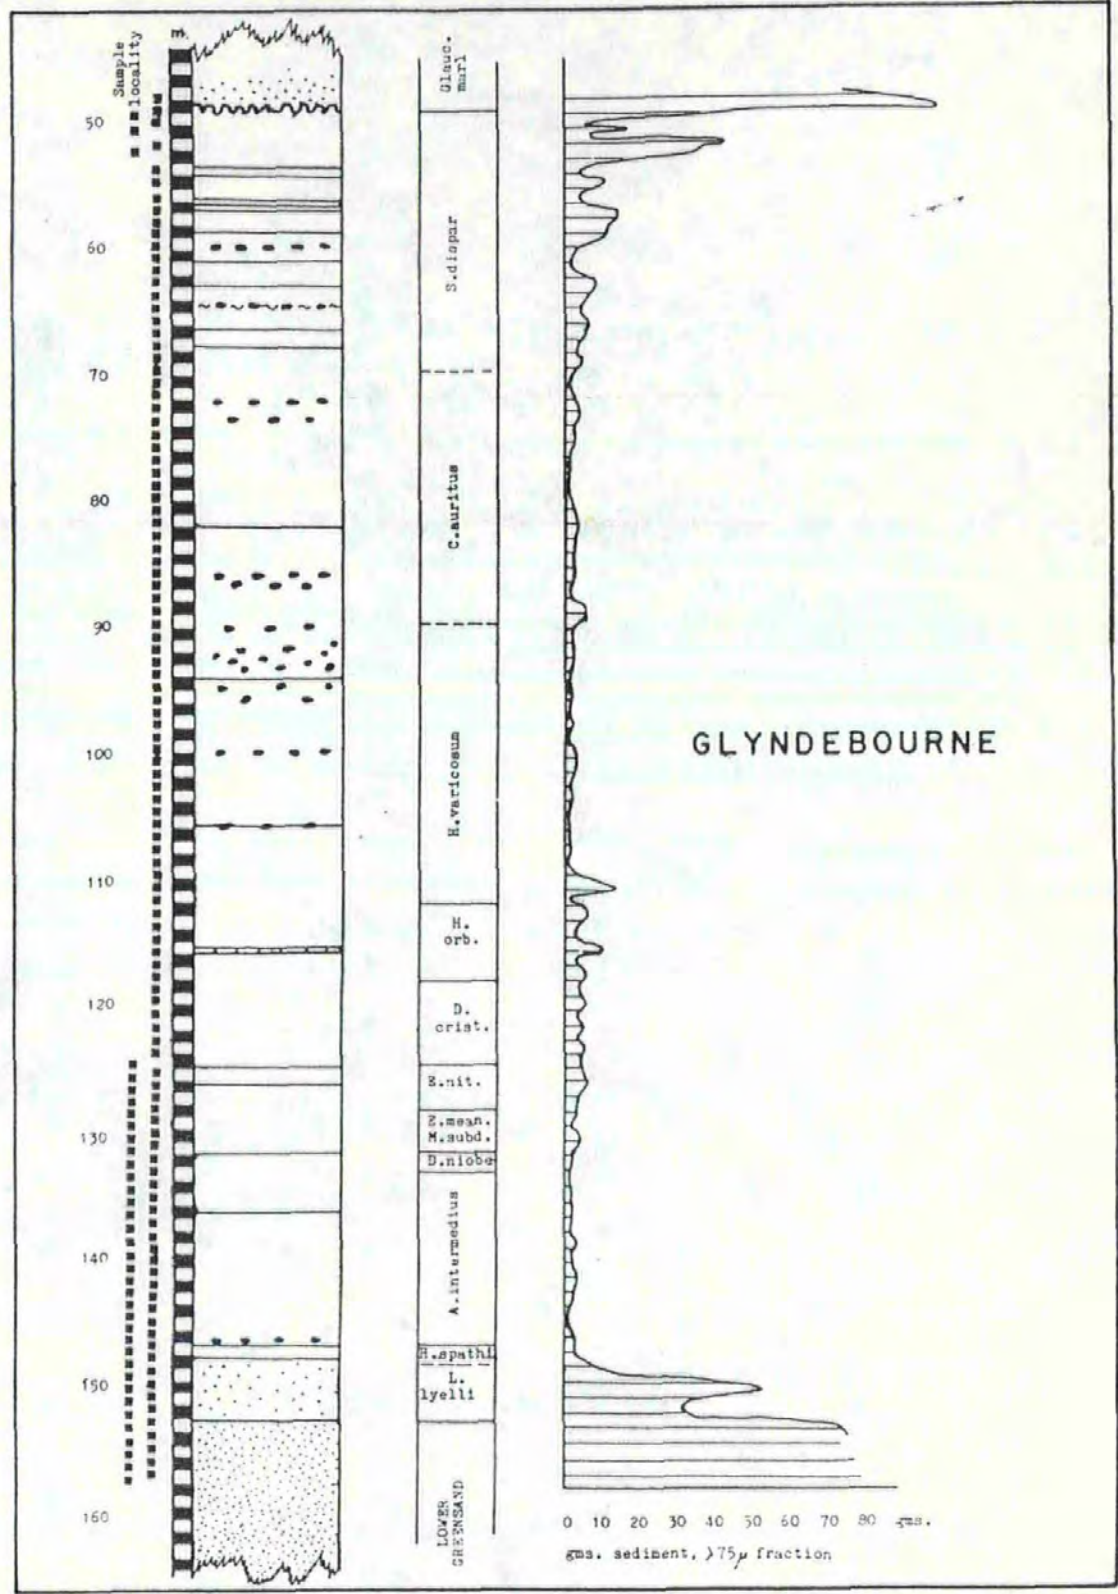 Sample
locality
m.
Glauc.
marl
50
60
70
80
90
100
110
120
130
140
150
160
S.dispar
C.auritus
H.varicosum
H.
orb.
D.
crist.
E.nit.
E.mean.
M.subd.
D.niobe
A.intermedius
H.spathi
L.
lyelli
LOWER
GREENSAND
GLYNDEBOURNE
0 10 20 30 40 50 60 70 80 gms.
gms. sediment, >75μ fraction